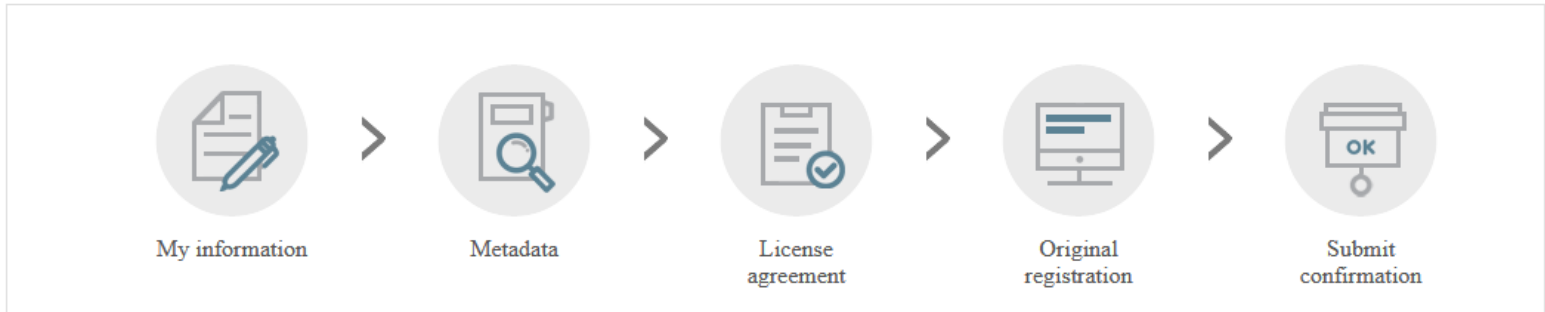 My information
Metadata
License
agreement
Original
registration
OK
Submit
confirmation